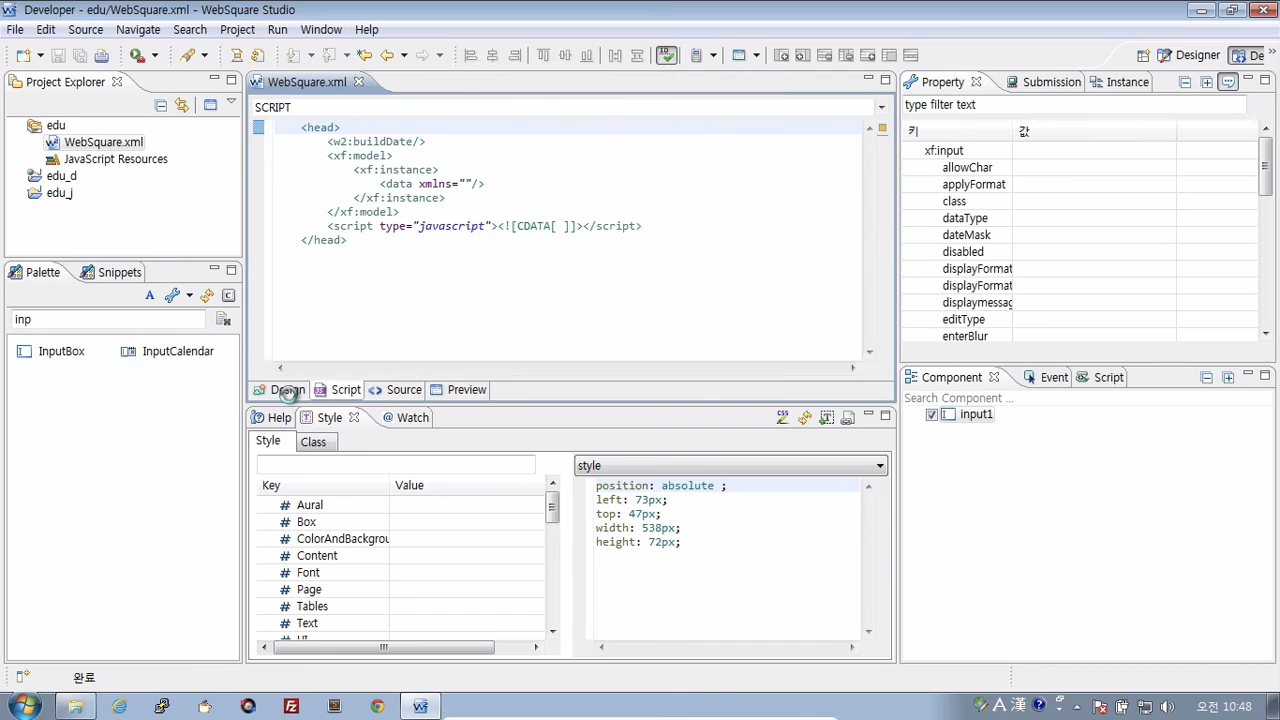 Developer - edu/WebSquare.xml - WebSquare Studio
File Edit Source Navigate Search Project Run Window Help
Designer De
Project Explorer
edu
WebSquare.xml
JavaScript Resources
edu_d
edu_j
Palette Snippets
inp
InputBox InputCalendar
WebSquare.xml
SCRIPT
<head>
<w2:buildDate/>
<xf:model>
<xf:instance>
<data xmlns=""/>
</xf:instance>
</xf:model>
<script type="javascript"><![CDATA[ ]]></script>
</head>
Design Script Source Preview
Help Style Watch
Style Class
Key Value
Aural
Box
ColorAndBackgrou
Content
Font
Page
Tables
Text
UI
style
position: absolute ;
left: 73px;
top: 47px;
width: 538px;
height: 72px;
Property Submission Instance
type filter text
키 값
xf:input
allowChar
applyFormat
class
dataType
dateMask
disabled
displayFormat
displayFormat
displaymessag
editType
enterBlur
Component Event Script
Search Component ...
input1
완료
A 漢
오전 10:48